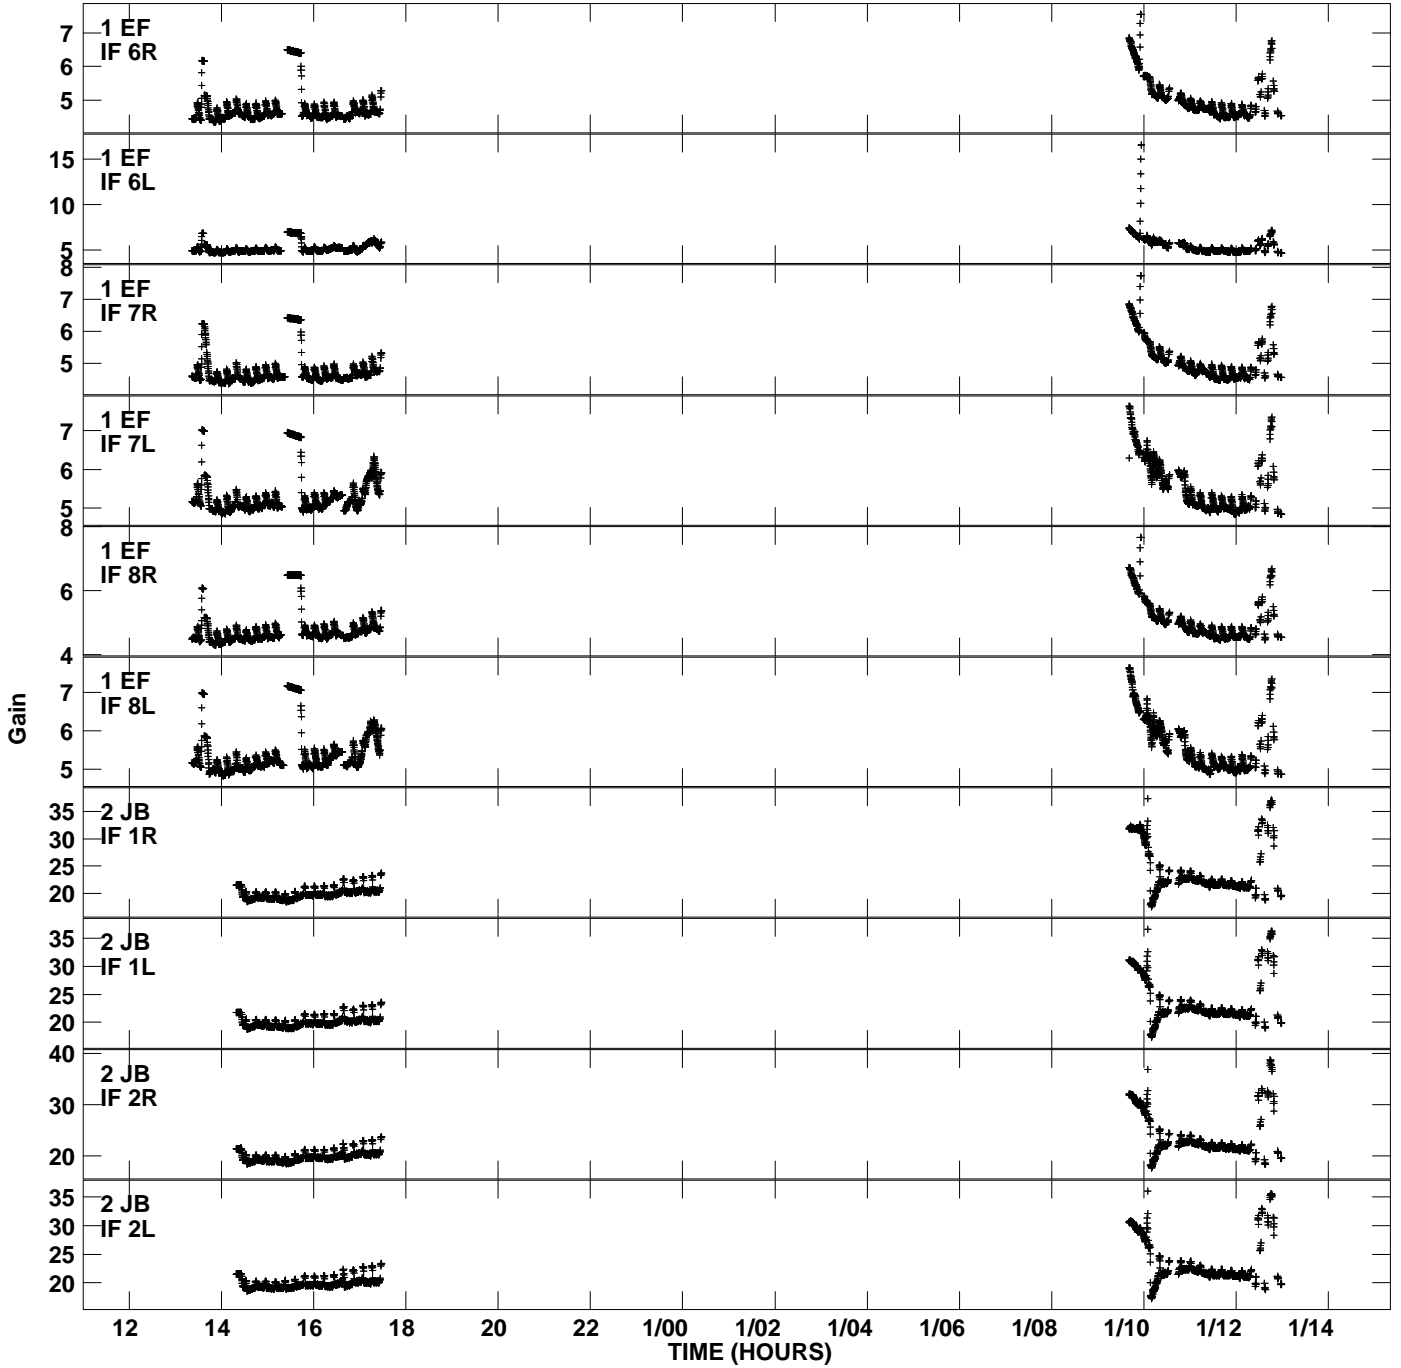 1 EF
IF 6R
7
6
5
1 EF
IF 6L
15
10
5
1 EF
IF 7R
8
7
6
5
1 EF
IF 7L
7
6
5
1 EF
IF 8R
8
6
4
1 EF
IF 8L
7
6
5
Gain
2 JB
IF 1R
35
30
25
20
2 JB
IF 1L
35
30
25
20
2 JB
IF 2R
40
30
20
2 JB
IF 2L
35
30
25
20
12 14 16 18 20 22 1/00 1/02 1/04 1/06 1/08 1/10 1/12 1/14
TIME (HOURS)